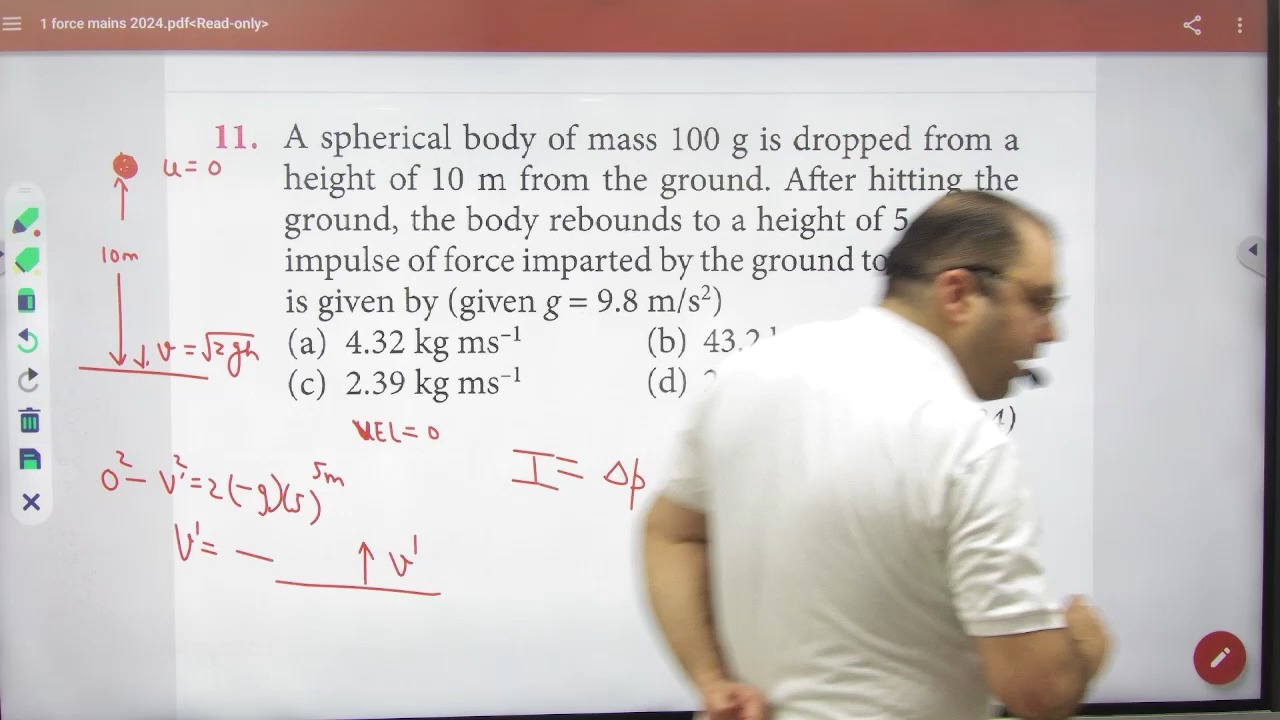 1 force mains 2024.pdf<Read-only>
11. A spherical body of mass 100 g is dropped from a
height of 10 m from the ground. After hitting the
ground, the body rebounds to a height of 5
impulse of force imparted by the ground to
is given by (given g = 9.8 m/s²)
(a) 4.32 kg ms⁻¹ (b) 43.2
(c) 2.39 kg ms⁻¹ (d)
4)
u = 0
10m
v = √2gh
VEL = 0
0² - v'² = 2(-g)(s) 5m
v' = —
↑ v'
I = Δp